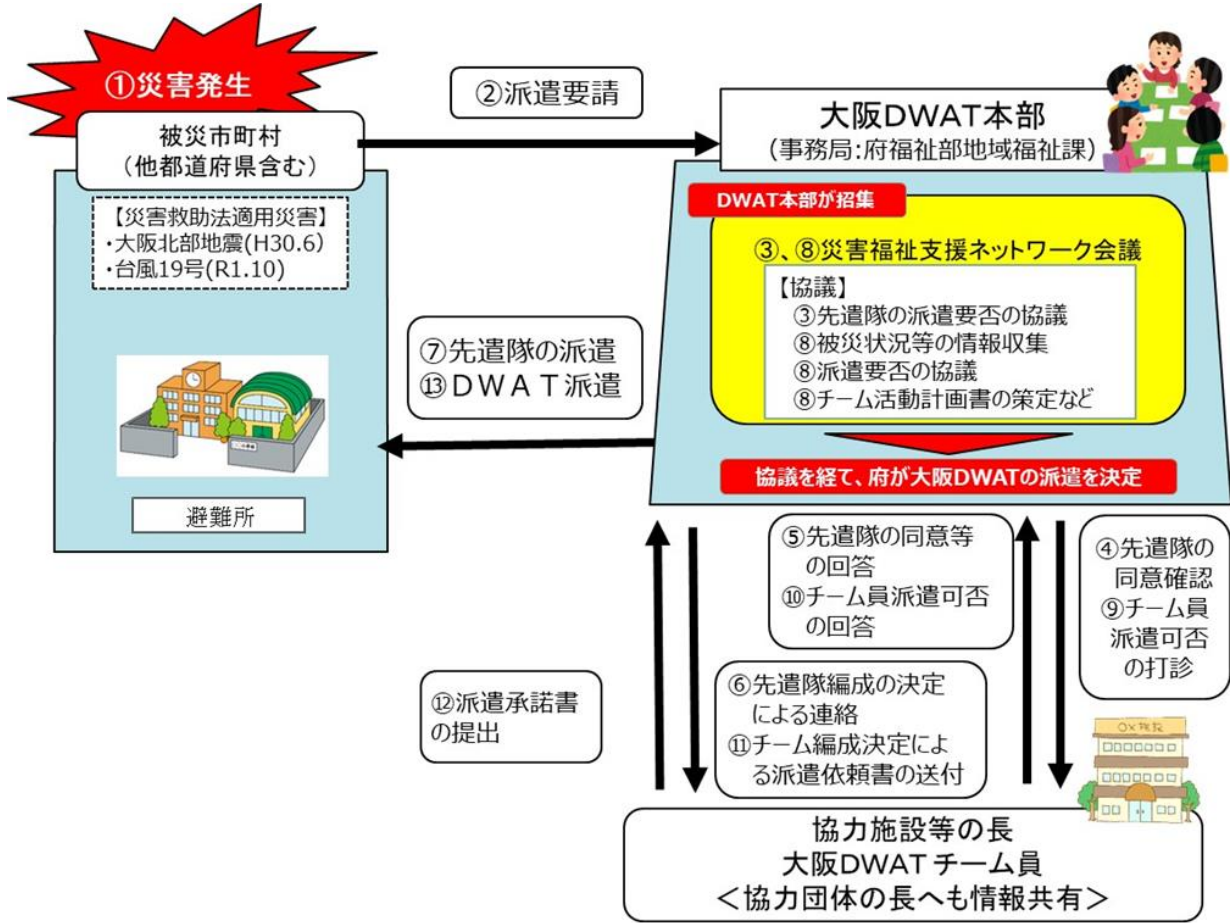 ①災害発生
被災市町村
（他都道府県含む）
【災害救助法適用災害】
・大阪北部地震(H30.6)
・台風19号(R1.10)
避難所
②派遣要請
大阪DWAT本部
（事務局：府福祉部地域福祉課）
DWAT本部が招集
③、⑧災害福祉支援ネットワーク会議
【協議】
③先遣隊の派遣要否の協議
⑧被災状況等の情報収集
⑧派遣要否の協議
⑧チーム活動計画書の策定など
協議を経て、府が大阪DWATの派遣を決定
⑦先遣隊の派遣
⑬ＤＷＡＴ派遣
⑤先遣隊の同意等
の回答
⑩チーム員派遣可否
の回答
④先遣隊の
同意確認
⑨チーム員
派遣可否
の打診
⑫派遣承諾書
の提出
⑥先遣隊編成の決定
による連絡
⑪チーム編成決定によ
る派遣依頼書の送付
協力施設等の長
大阪DWAT チーム員
＜協力団体の長へも情報共有＞